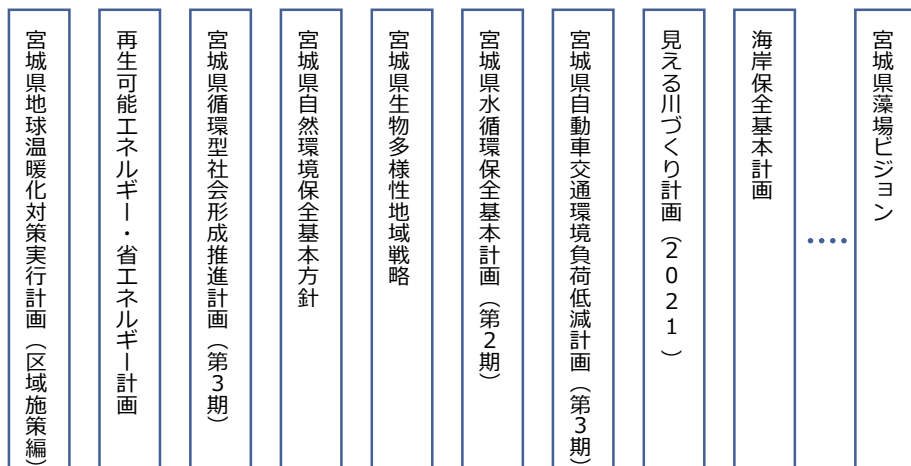 宮城県地球温暖化対策実行計画（区域施策編）
再生可能エネルギー・省エネルギー計画
宮城県循環型社会形成推進計画（第3期）
宮城県自然環境保全基本方針
宮城県生物多様性地域戦略
宮城県水循環保全基本計画（第2期）
宮城県自動車交通環境負荷低減計画（第3期）
見える川づくり計画（2021）
海岸保全基本計画
‥‥
宮城県藻場ビジョン